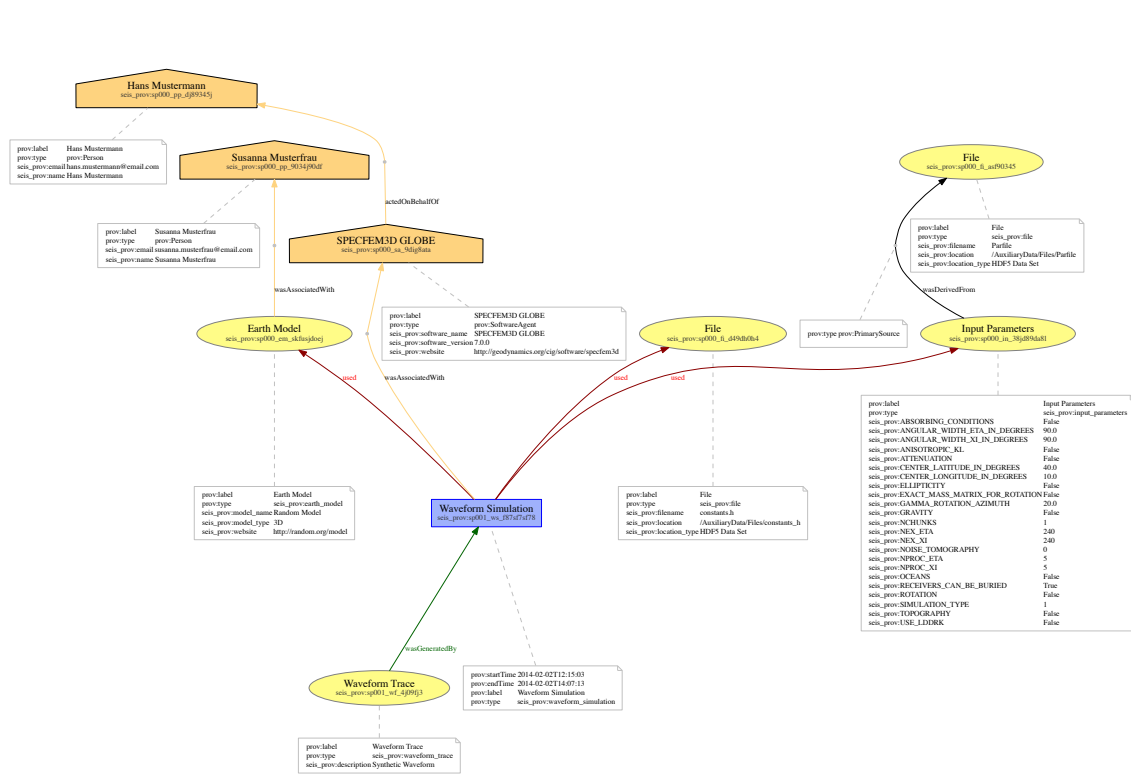 Hans Mustermann
seis_prov:sp000_pp_dj89345j
prov:label Hans Mustermann
prov:type prov:Person
seis_prov:email hans.mustermann@email.com
seis_prov:name Hans Mustermann
Susanna Musterfrau
seis_prov:sp000_pp_9034j90df
prov:label Susanna Musterfrau
prov:type prov:Person
seis_prov:email susanna.musterfrau@email.com
seis_prov:name Susanna Musterfrau
actedOnBehalfOf
SPECFEM3D GLOBE
seis_prov:sp000_sa_9dig8ata
prov:label SPECFEM3D GLOBE
prov:type prov:SoftwareAgent
seis_prov:software_name SPECFEM3D GLOBE
seis_prov:software_version 7.0.0
seis_prov:website http://geodynamics.org/cig/software/specfem3d
File
seis_prov:sp000_fi_asf90345
prov:label File
prov:type seis_prov:file
seis_prov:filename Parfile
seis_prov:location /AuxiliaryData/Files/Parfile
seis_prov:location_type HDF5 Data Set
wasAssociatedWith
wasDerivedFrom
prov:type prov:PrimarySource
Earth Model
seis_prov:sp000_em_skfusjdoej
File
seis_prov:sp000_fi_d49dh0h4
Input Parameters
seis_prov:sp000_in_38jd89da8l
used
wasAssociatedWith
used
used
prov:label Input Parameters
prov:type seis_prov:input_parameters
seis_prov:ABSORBING_CONDITIONS False
seis_prov:ANGULAR_WIDTH_ETA_IN_DEGREES 90.0
seis_prov:ANGULAR_WIDTH_XI_IN_DEGREES 90.0
seis_prov:ANISOTROPIC_KL False
seis_prov:ATTENUATION False
seis_prov:CENTER_LATITUDE_IN_DEGREES 40.0
seis_prov:CENTER_LONGITUDE_IN_DEGREES 10.0
seis_prov:ELLIPTICITY False
seis_prov:EXACT_MASS_MATRIX_FOR_ROTATION False
seis_prov:GAMMA_ROTATION_AZIMUTH 20.0
seis_prov:GRAVITY False
seis_prov:NCHUNKS 1
seis_prov:NEX_ETA 240
seis_prov:NEX_XI 240
seis_prov:NOISE_TOMOGRAPHY 0
seis_prov:NPROC_ETA 5
seis_prov:NPROC_XI 5
seis_prov:OCEANS False
seis_prov:RECEIVERS_CAN_BE_BURIED True
seis_prov:ROTATION False
seis_prov:SIMULATION_TYPE 1
seis_prov:TOPOGRAPHY False
seis_prov:USE_LDDRK False
prov:label Earth Model
prov:type seis_prov:earth_model
seis_prov:model_name Random Model
seis_prov:model_type 3D
seis_prov:website http://random.org/model
Waveform Simulation
seis_prov:sp001_ws_f87sf7sf78
prov:label File
prov:type seis_prov:file
seis_prov:filename constants.h
seis_prov:location /AuxiliaryData/Files/constants_h
seis_prov:location_type HDF5 Data Set
wasGeneratedBy
Waveform Trace
seis_prov:sp001_wf_4j09fj3
prov:startTime 2014-02-02T12:15:03
prov:endTime 2014-02-02T14:07:13
prov:label Waveform Simulation
prov:type seis_prov:waveform_simulation
prov:label Waveform Trace
prov:type seis_prov:waveform_trace
seis_prov:description Synthetic Waveform